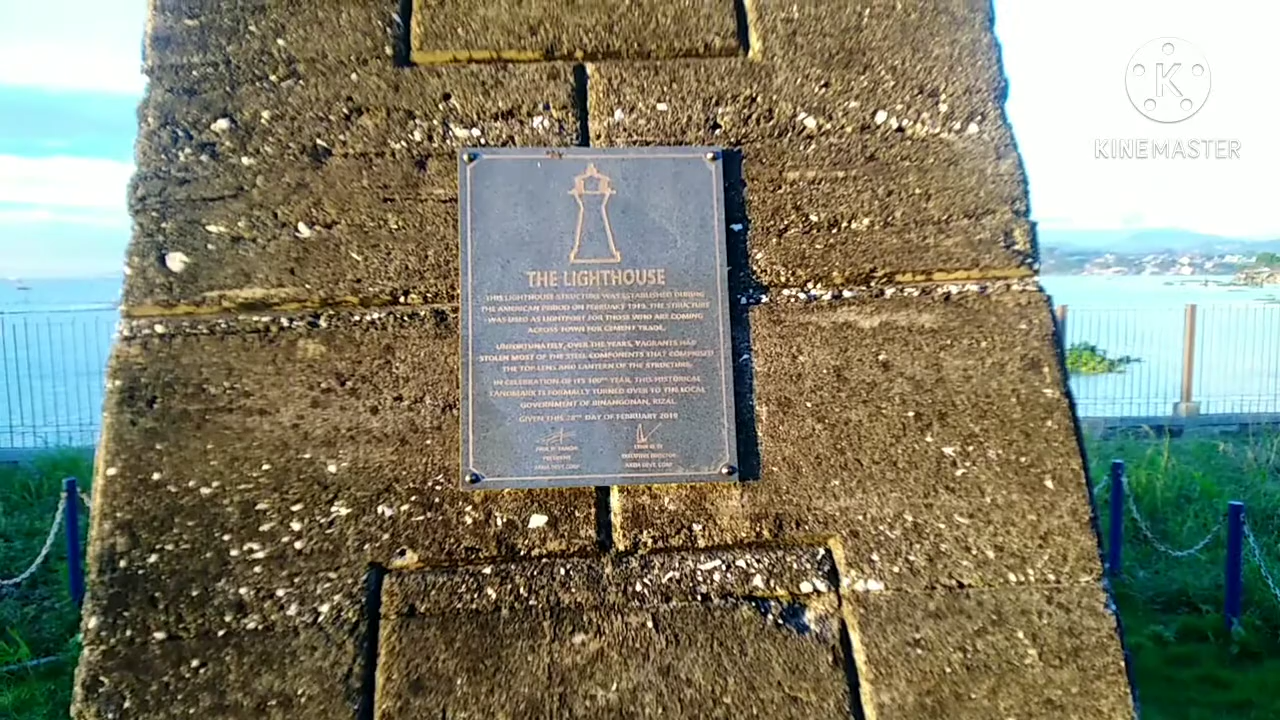 K
KINEMASTER
THE LIGHTHOUSE
THIS LIGHTHOUSE STRUCTURE WAS ESTABLISHED DURING
THE AMERICAN PERIOD ON FEBRUARY 1919. THE STRUCTURE
WAS USED AS LIGHTPORT FOR THOSE WHO ARE COMING
ACROSS TOWN FOR CEMENT TRADE.
UNFORTUNATELY, OVER THE YEARS, VAGRANTS HAD
STOLEN MOST OF THE STEEL COMPONENTS THAT COMPRISED
THE TOP LENS AND LANTERN OF THE STRUCTURE.
IN CELEBRATION OF ITS 100TH YEAR, THIS HISTORICAL
LANDMARK IS FORMALLY TURNED OVER TO THE LOCAL
GOVERNMENT OF BINANGONAN, RIZAL.
GIVEN THIS 28TH DAY OF FEBRUARY 2019
PRESIDENT
EXECUTIVE DIRECTOR